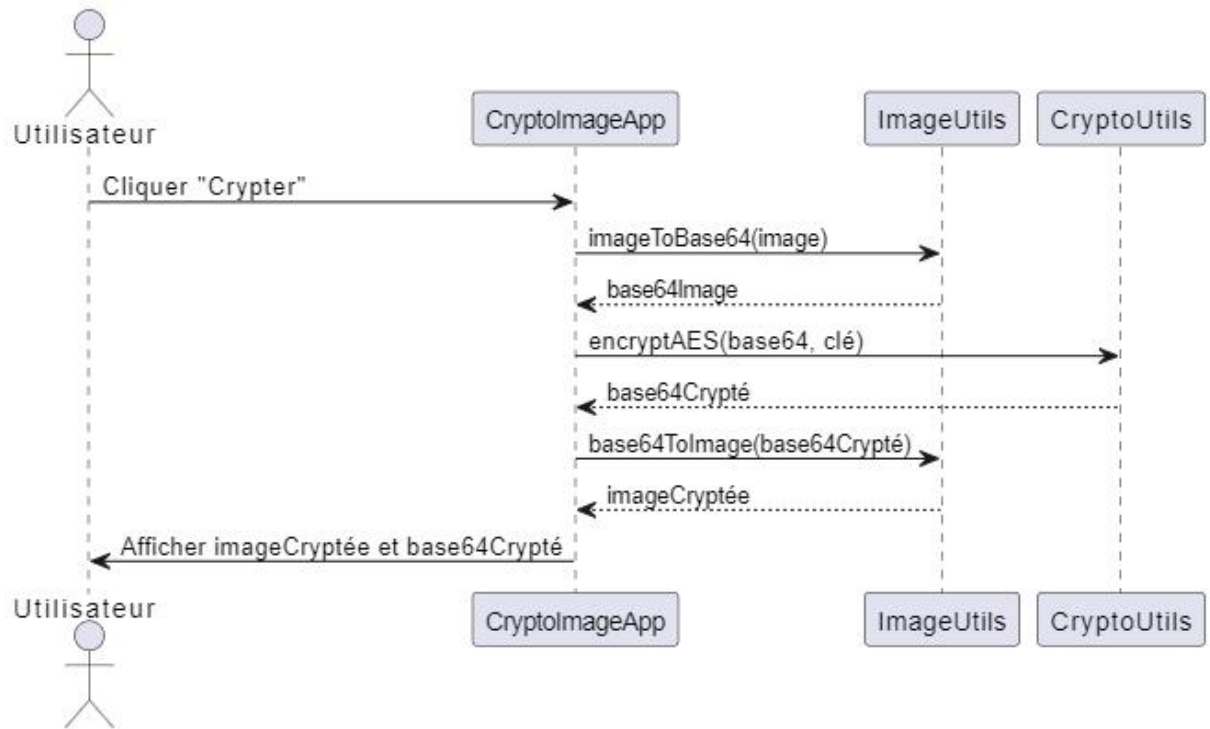 Utilisateur
CryptoImageApp
ImageUtils
CryptoUtils
Cliquer "Crypter"
imageToBase64(image)
base64Image
encryptAES(base64, clé)
base64Crypté
base64ToImage(base64Crypté)
imageCryptée
Afficher imageCryptée et base64Crypté
Utilisateur
CryptoImageApp
ImageUtils
CryptoUtils